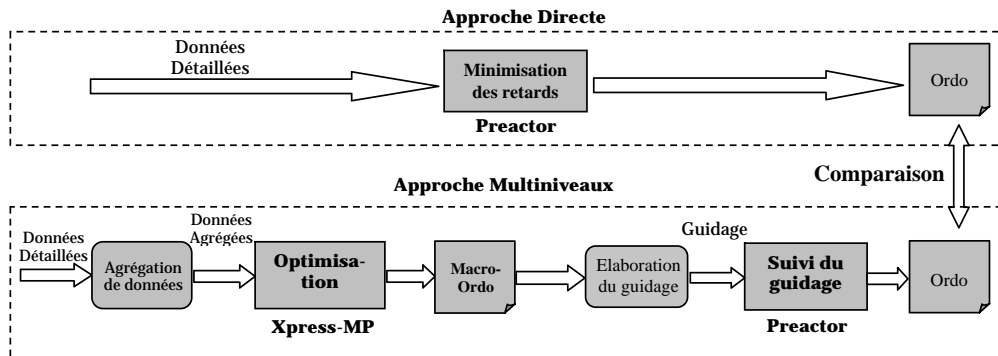 Approche Directe
Données
Détaillées
Minimisation
des retards
Preactor
Ordo
Comparaison
Approche Multiniveaux
Données
Détaillées
Agrégation
de données
Données
Agrégées
Optimisa-
tion
Xpress-MP
Macro-
Ordo
Elaboration
du guidage
Guidage
Suivi du
guidage
Preactor
Ordo